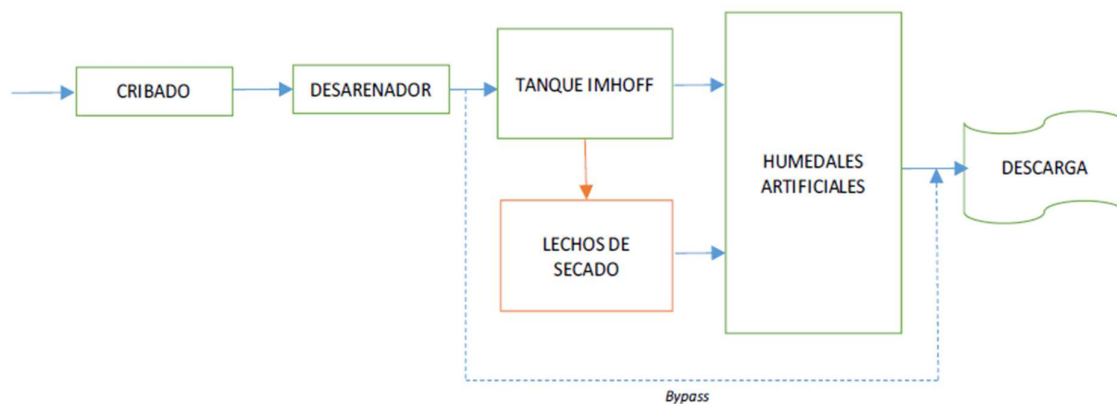 CRIBADO
DESARENADOR
TANQUE IMHOFF
LECHOS DE
SECADO
HUMEDALES
ARTIFICIALES
DESCARGA
Bypass